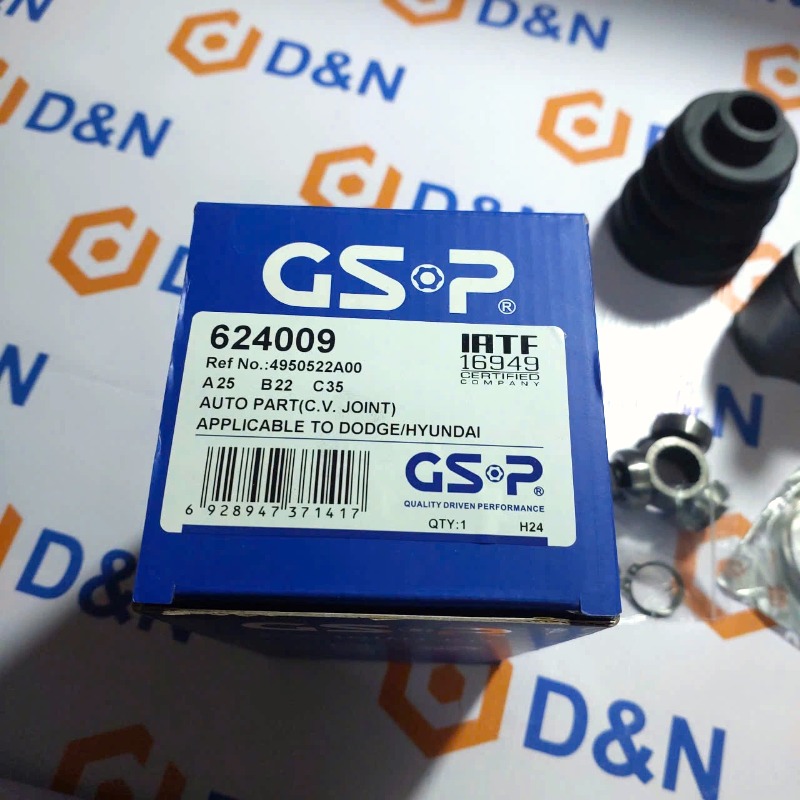 D&N
D&N
D&N
GSP®
624009
Ref No.:4950522A00
A25 B22 C35
AUTO PART(C.V. JOINT)
APPLICABLE TO DODGE/HYUNDAI
IATF
16949
CERTIFIED
COMPANY
6 928947 371417
GSP®
QUALITY DRIVEN PERFORMANCE
QTY:1
H24
GSP
D&N
D&N